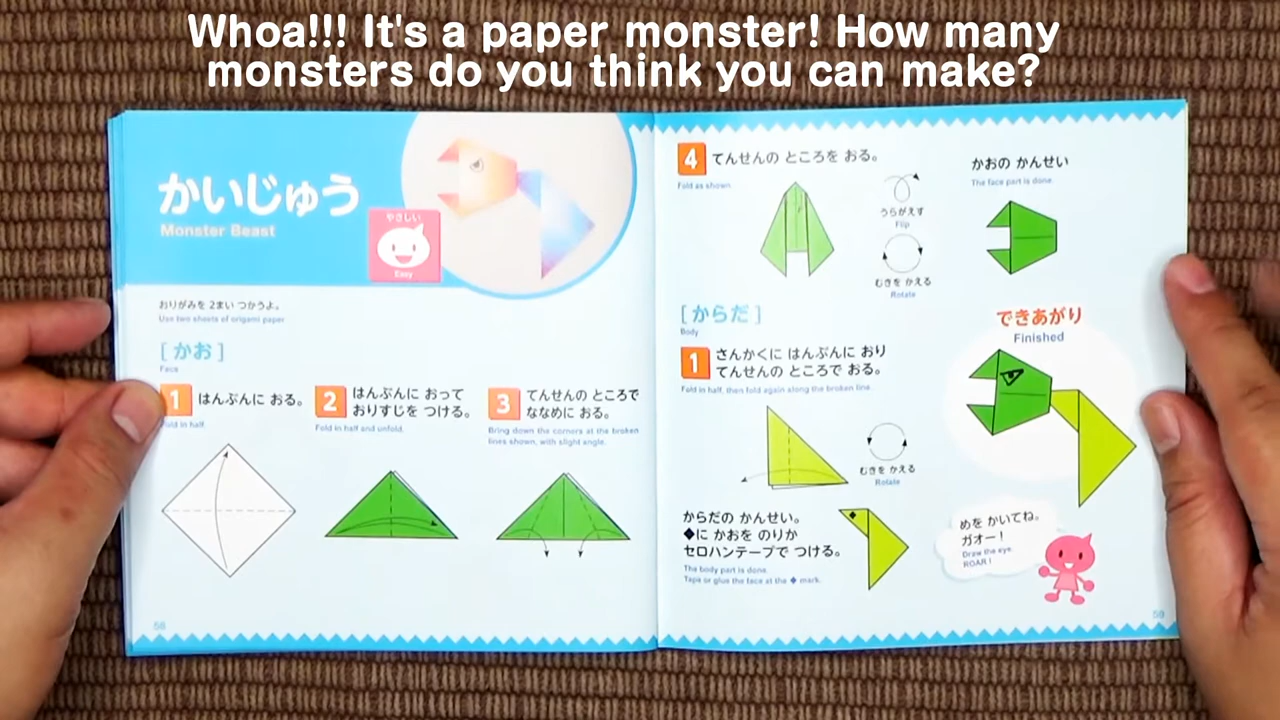 Whoa!!! It's a paper monster! How many
monsters do you think you can make?
かいじゅう
Monster Beast
やさしい
Easy
おりがみを 2まい つかうよ。
Use two sheets of origami paper
[ かお ]
Face
1 はんぶんに おる。
Fold in half.
2 はんぶんに おって
おりすじを つける。
Fold in half and unfold.
3 てんせんの ところで
ななめに おる。
Bring down the corners at the broken
lines shown, with slight angle.
58
4 てんせんの ところを おる。
Fold as shown
うらがえす
Flip
むきを かえる
Rotate
かおの かんせい
The face part is done.
[ からだ ]
Body
1 さんかくに はんぶんに おり
てんせんの ところで おる。
Fold in half, then fold again along the broken line.
むきを かえる
Rotate
からだの かんせい。
◆に かおを のりか
セロハンテープで つける。
The body part is done.
Tape or glue the face at the ◆ mark.
できあがり
Finished
めを かいてね。
ガオー！
Draw the eye.
ROAR !
59